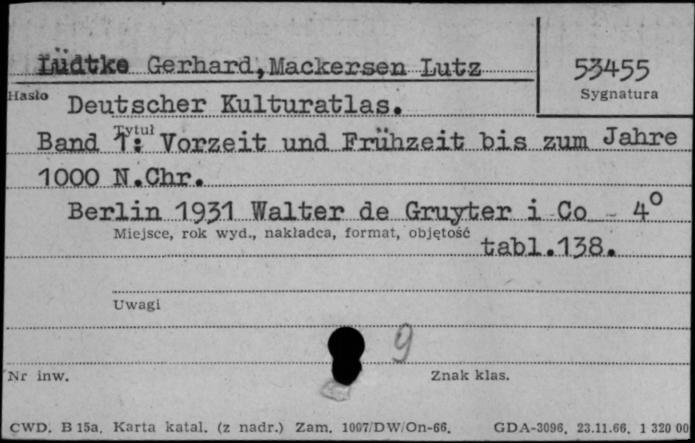 Lüdtke Gerhard, Mackersen Lutz
53455
Hasło
Sygnatura
Deutscher Kulturatlas.
Tytuł
Band 1: Vorzeit und Frühzeit bis zum Jahre
1000 N.Chr.
Berlin 1931 Walter de Gruyter i Co - 4°
Miejsce, rok wyd., nakładca, format, objętość
tabl.138.
Uwagi
9
Nr inw.
Znak klas.
CWD. B 15a. Karta katal. (z nadr.) Zam. 1007/DW/On-66. GDA-3096. 23.11.66. 1 320 00